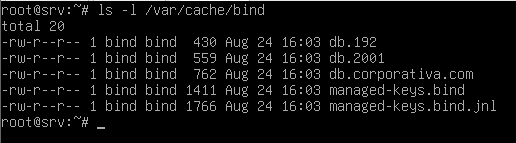 root@srv:~# ls -l /var/cache/bind
total 20
-rw-r--r-- 1 bind bind  430 Aug 24 16:03 db.192
-rw-r--r-- 1 bind bind  559 Aug 24 16:03 db.2001
-rw-r--r-- 1 bind bind  762 Aug 24 16:03 db.corporativa.com
-rw-r--r-- 1 bind bind 1411 Aug 24 16:03 managed-keys.bind
-rw-r--r-- 1 bind bind 1766 Aug 24 16:03 managed-keys.bind.jnl
root@srv:~# _